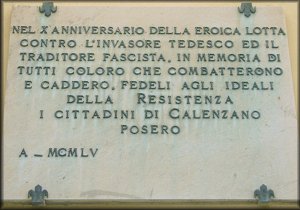 NEL X ANNIVERSARIO DELLA EROICA LOTTA
CONTRO L'INVASORE TEDESCO ED IL
TRADITORE FASCISTA, IN MEMORIA DI
TUTTI COLORO CHE COMBATTERONO
E CADDERO, FEDELI AGLI IDEALI
DELLA RESISTENZA
I CITTADINI DI CALENZANO
POSERO
A _ MCMLV